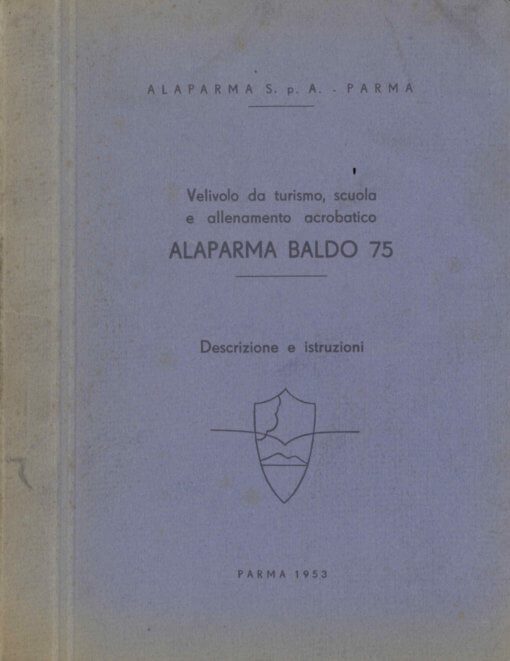 ALAPARMA S. p. A. - PARMA
Velivolo da turismo, scuola
e allenamento acrobatico
ALAPARMA BALDO 75
Descrizione e istruzioni
PARMA 1953